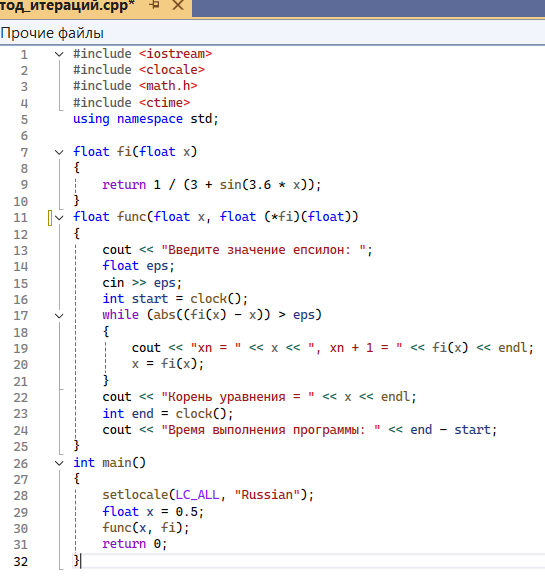 тод_итераций.cpp*
Прочие файлы
1 #include <iostream>
2 #include <clocale>
3 #include <math.h>
4 #include <ctime>
5 using namespace std;
6
7 float fi(float x)
8 {
9 return 1 / (3 + sin(3.6 * x));
10 }
11 float func(float x, float (*fi)(float))
12 {
13 cout << "Введите значение епсилон: ";
14 float eps;
15 cin >> eps;
16 int start = clock();
17 while (abs((fi(x) - x)) > eps)
18 {
19 cout << "xn = " << x << ", xn + 1 = " << fi(x) << endl;
20 x = fi(x);
21 }
22 cout << "Корень уравнения = " << x << endl;
23 int end = clock();
24 cout << "Время выполнения программы: " << end - start;
25 }
26 int main()
27 {
28 setlocale(LC_ALL, "Russian");
29 float x = 0.5;
30 func(x, fi);
31 return 0;
32 }